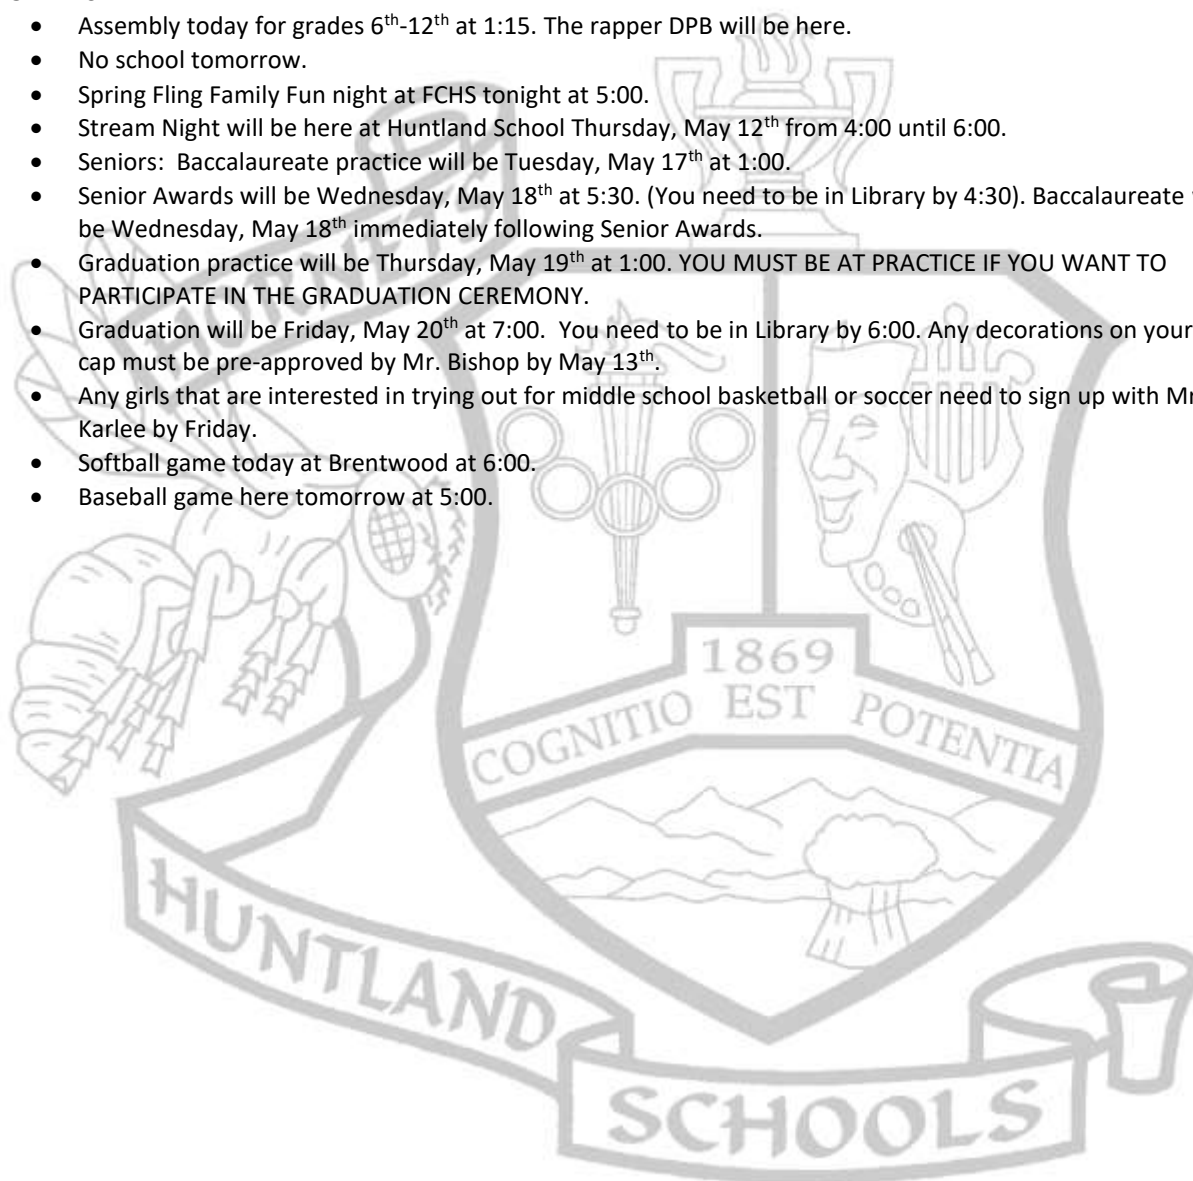 • Assembly today for grades 6th-12th at 1:15. The rapper DPB will be here.
• No school tomorrow.
• Spring Fling Family Fun night at FCHS tonight at 5:00.
• Stream Night will be here at Huntland School Thursday, May 12th from 4:00 until 6:00.
• Seniors: Baccalaureate practice will be Tuesday, May 17th at 1:00.
• Senior Awards will be Wednesday, May 18th at 5:30. (You need to be in Library by 4:30). Baccalaureate
be Wednesday, May 18th immediately following Senior Awards.
• Graduation practice will be Thursday, May 19th at 1:00. YOU MUST BE AT PRACTICE IF YOU WANT TO
PARTICIPATE IN THE GRADUATION CEREMONY.
• Graduation will be Friday, May 20th at 7:00. You need to be in Library by 6:00. Any decorations on your
cap must be pre-approved by Mr. Bishop by May 13th.
• Any girls that are interested in trying out for middle school basketball or soccer need to sign up with
Karlee by Friday.
• Softball game today at Brentwood at 6:00.
• Baseball game here tomorrow at 5:00.
HORNETS
1869
COGNITIO EST POTENTIA
HUNTLAND
SCHOOLS